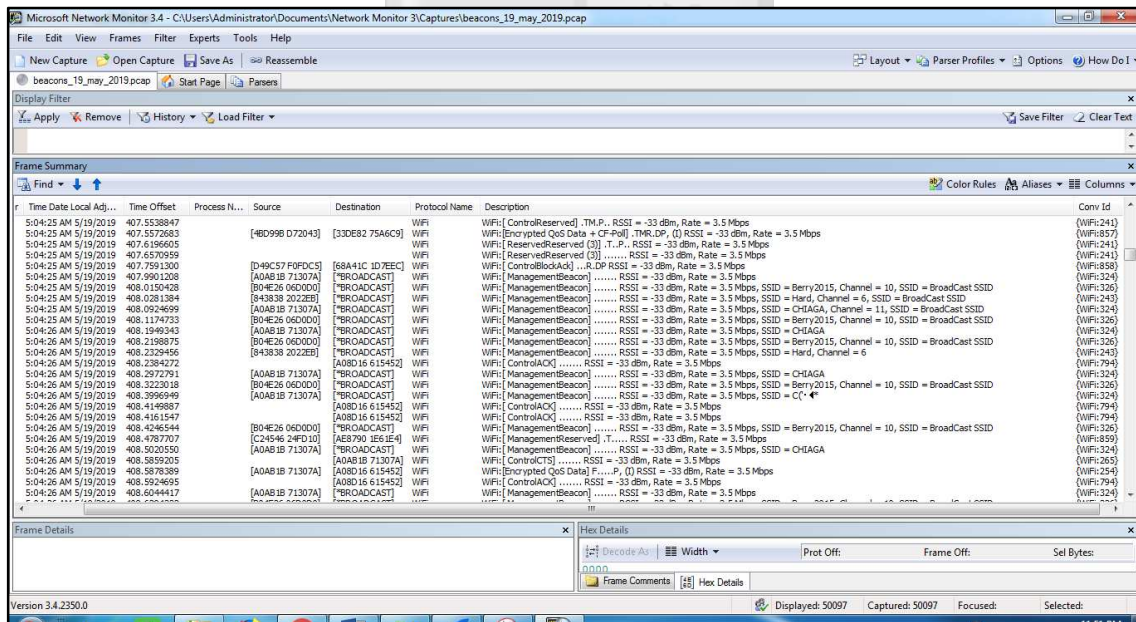 Microsoft Network Monitor 3.4 - C:\Users\Administrator\Documents\Network Monitor 3\Captures\beacons_19_may_2019.pcap
File Edit View Frames Filter Experts Tools Help
New Capture Open Capture Save As Reassemble Layout Parser Profiles Options How Do I
beacons_19_may_2019.pcap Start Page Parsers
Display Filter
Apply Remove History Load Filter Save Filter Clear Text
Frame Summary
Find Color Rules Aliases Columns
r Time Date Local Adj... Time Offset Process N... Source Destination Protocol Name Description Conv Id
5:04:25 AM 5/19/2019 407.5538847 WiFi WiFi:[ ControlReserved] .TM.P.. RSSI = -33 dBm, Rate = 3.5 Mbps {WiFi:241}
5:04:25 AM 5/19/2019 407.5572683 [4BD99B D72043] [33DE82 75A6C9] WiFi WiFi:[Encrypted QoS Data + CF-Poll] .TMR.DP, (I) RSSI = -33 dBm, Rate = 3.5 Mbps {WiFi:857}
5:04:25 AM 5/19/2019 407.6196605 WiFi WiFi:[ ReservedReserved (3)] .T..P.. RSSI = -33 dBm, Rate = 3.5 Mbps {WiFi:241}
5:04:25 AM 5/19/2019 407.6570959 WiFi WiFi:[ ReservedReserved (3)] ....... RSSI = -33 dBm, Rate = 3.5 Mbps {WiFi:241}
5:04:25 AM 5/19/2019 407.7591300 [D49C57 F0FDC5] [68A41C 1D7EEC] WiFi WiFi:[ ControlBlockAck] ...R.DP RSSI = -33 dBm, Rate = 3.5 Mbps {WiFi:858}
5:04:25 AM 5/19/2019 407.9901208 [A0AB1B 71307A] [*BROADCAST] WiFi WiFi:[ ManagementBeacon] ....... RSSI = -33 dBm, Rate = 3.5 Mbps {WiFi:324}
5:04:26 AM 5/19/2019 408.0150428 [B04E26 06D0D0] [*BROADCAST] WiFi WiFi:[ ManagementBeacon] ....... RSSI = -33 dBm, Rate = 3.5 Mbps, SSID = Berry2015, Channel = 10, SSID = BroadCast SSID {WiFi:326}
5:04:26 AM 5/19/2019 408.0281384 [843838 2022EB] [*BROADCAST] WiFi WiFi:[ ManagementBeacon] ....... RSSI = -33 dBm, Rate = 3.5 Mbps, SSID = Hard, Channel = 6, SSID = BroadCast SSID {WiFi:243}
5:04:26 AM 5/19/2019 408.0924699 [A0AB1B 71307A] [*BROADCAST] WiFi WiFi:[ ManagementBeacon] ....... RSSI = -33 dBm, Rate = 3.5 Mbps, SSID = CHIAGA, Channel = 11, SSID = BroadCast SSID {WiFi:324}
5:04:26 AM 5/19/2019 408.1174733 [B04E26 06D0D0] [*BROADCAST] WiFi WiFi:[ ManagementBeacon] ....... RSSI = -33 dBm, Rate = 3.5 Mbps, SSID = Berry2015, Channel = 10, SSID = BroadCast SSID {WiFi:326}
5:04:26 AM 5/19/2019 408.1949343 [A0AB1B 71307A] [*BROADCAST] WiFi WiFi:[ ManagementBeacon] ....... RSSI = -33 dBm, Rate = 3.5 Mbps, SSID = CHIAGA {WiFi:324}
5:04:26 AM 5/19/2019 408.2198875 [B04E26 06D0D0] [*BROADCAST] WiFi WiFi:[ ManagementBeacon] ....... RSSI = -33 dBm, Rate = 3.5 Mbps, SSID = Berry2015, Channel = 10, SSID = BroadCast SSID {WiFi:326}
5:04:26 AM 5/19/2019 408.2329456 [843838 2022EB] [*BROADCAST] WiFi WiFi:[ ManagementBeacon] ....... RSSI = -33 dBm, Rate = 3.5 Mbps, SSID = Hard, Channel = 6 {WiFi:243}
5:04:26 AM 5/19/2019 408.2384272 [A08D16 615452] WiFi WiFi:[ ControlACK] ....... RSSI = -33 dBm, Rate = 3.5 Mbps {WiFi:794}
5:04:26 AM 5/19/2019 408.2972791 [A0AB1B 71307A] [*BROADCAST] WiFi WiFi:[ ManagementBeacon] ....... RSSI = -33 dBm, Rate = 3.5 Mbps, SSID = CHIAGA {WiFi:324}
5:04:26 AM 5/19/2019 408.3223018 [B04E26 06D0D0] [*BROADCAST] WiFi WiFi:[ ManagementBeacon] ....... RSSI = -33 dBm, Rate = 3.5 Mbps, SSID = Berry2015, Channel = 10, SSID = BroadCast SSID {WiFi:326}
5:04:26 AM 5/19/2019 408.3996949 [A0AB1B 71307A] [*BROADCAST] WiFi WiFi:[ ManagementBeacon] ....... RSSI = -33 dBm, Rate = 3.5 Mbps, SSID = {WiFi:324}
5:04:26 AM 5/19/2019 408.4149887 [A08D16 615452] WiFi WiFi:[ ControlACK] ....... RSSI = -33 dBm, Rate = 3.5 Mbps {WiFi:794}
5:04:26 AM 5/19/2019 408.4161547 [A08D16 615452] WiFi WiFi:[ ControlACK] ....... RSSI = -33 dBm, Rate = 3.5 Mbps {WiFi:794}
5:04:26 AM 5/19/2019 408.4246544 [B04E26 06D0D0] [*BROADCAST] WiFi WiFi:[ ManagementBeacon] ....... RSSI = -33 dBm, Rate = 3.5 Mbps, SSID = Berry2015, Channel = 10, SSID = BroadCast SSID {WiFi:326}
5:04:26 AM 5/19/2019 408.4787707 [C24546 24FD10] [AE8790 1E61E4] WiFi WiFi:[ ManagementReserved] .T..... RSSI = -33 dBm, Rate = 3.5 Mbps {WiFi:859}
5:04:26 AM 5/19/2019 408.5020550 [A0AB1B 71307A] [*BROADCAST] WiFi WiFi:[ ManagementBeacon] ....... RSSI = -33 dBm, Rate = 3.5 Mbps, SSID = CHIAGA {WiFi:324}
5:04:26 AM 5/19/2019 408.5859205 [A0AB1B 71307A] WiFi WiFi:[ ControlCTS] ....... RSSI = -33 dBm, Rate = 3.5 Mbps {WiFi:265}
5:04:26 AM 5/19/2019 408.5878389 [A0AB1B 71307A] [A08D16 615452] WiFi WiFi:[Encrypted QoS Data] F.....P, (I) RSSI = -33 dBm, Rate = 3.5 Mbps {WiFi:254}
5:04:26 AM 5/19/2019 408.5924695 [A08D16 615452] WiFi WiFi:[ ControlACK] ....... RSSI = -33 dBm, Rate = 3.5 Mbps {WiFi:794}
5:04:26 AM 5/19/2019 408.6044417 [A0AB1B 71307A] [*BROADCAST] WiFi WiFi:[ ManagementBeacon] ....... RSSI = -33 dBm, Rate = 3.5 Mbps {WiFi:324}
Frame Details Hex Details
Decode As Width Prot Off: Frame Off: Sel Bytes:
0000
Frame Comments Hex Details
Version 3.4.2350.0 Displayed: 50097 Captured: 50097 Focused: Selected: